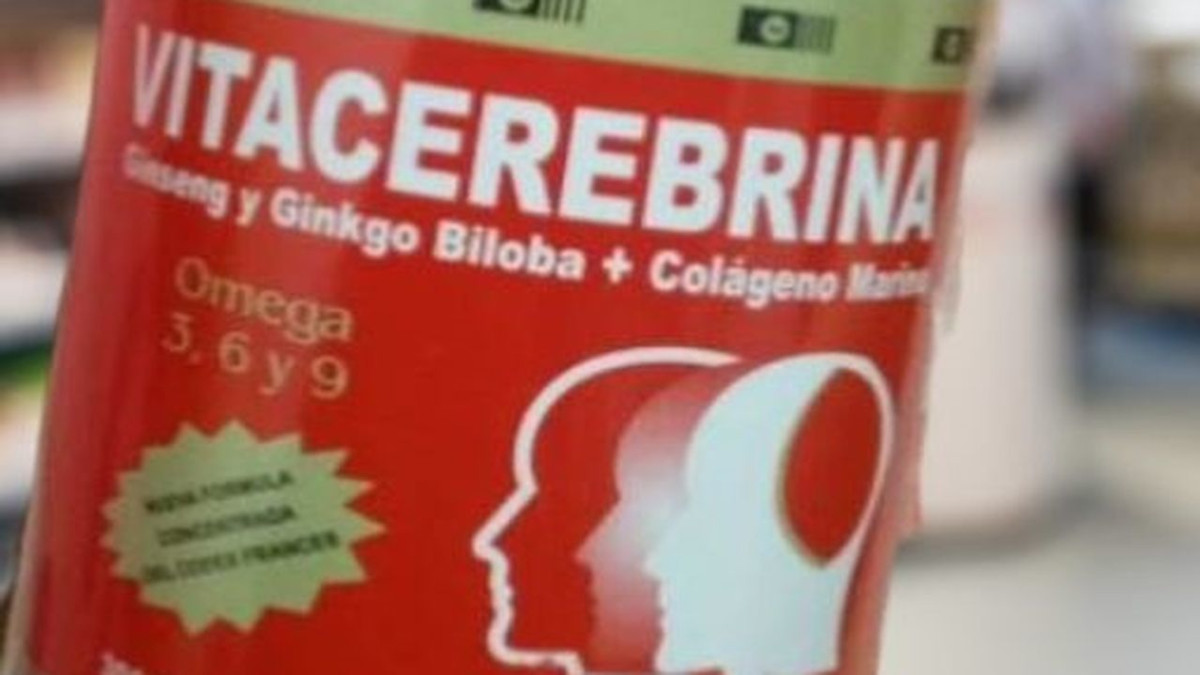 VITACEREBRINA
Ginseng y Ginkgo Biloba + Colágeno Marino
Omega
3, 6 y 9
NUEVA FORMULA
CONCENTRADA
DEL CODEX FRANCES